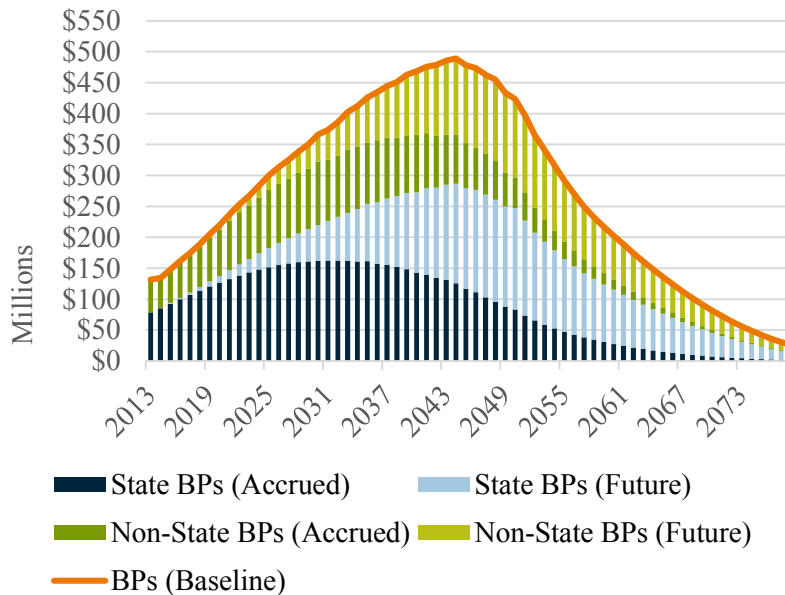 $550
$500
$450
$400
$350
$300
$250
$200
$150
$100
$50
$0
Millions
2013 2019 2025 2031 2037 2043 2049 2055 2061 2067 2073
State BPs (Accrued) State BPs (Future)
Non-State BPs (Accrued) Non-State BPs (Future)
BPs (Baseline)